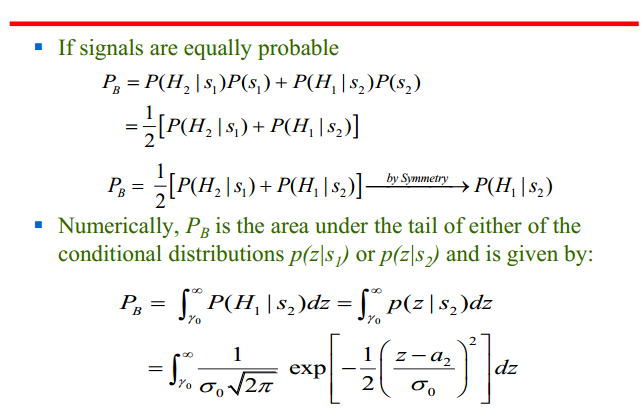 ▪ If signals are equally probable
P_B = P(H_2 | s_1)P(s_1) + P(H_1 | s_2)P(s_2)
= 1/2 [P(H_2 | s_1) + P(H_1 | s_2)]
P_B = 1/2 [P(H_2 | s_1) + P(H_1 | s_2)] —by Symmetry→ P(H_1 | s_2)
▪ Numerically, P_B is the area under the tail of either of the
conditional distributions p(z|s_1) or p(z|s_2) and is given by:
P_B = ∫_{γ_0}^{∞} P(H_1 | s_2)dz = ∫_{γ_0}^{∞} p(z | s_2)dz
= ∫_{γ_0}^{∞} 1/(σ_0 √(2π)) exp[−1/2 ((z − a_2)/σ_0)^2] dz